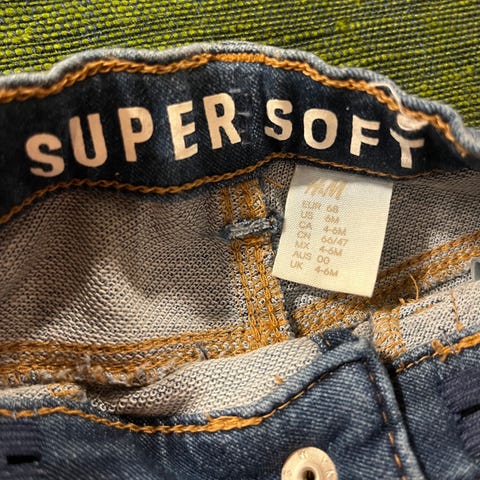 SUPER SOFT
H&M
EUR 68
US 6M
CA 4-6M
CN 66/47
MX 4-6M
AUS 00
UK 4-6M